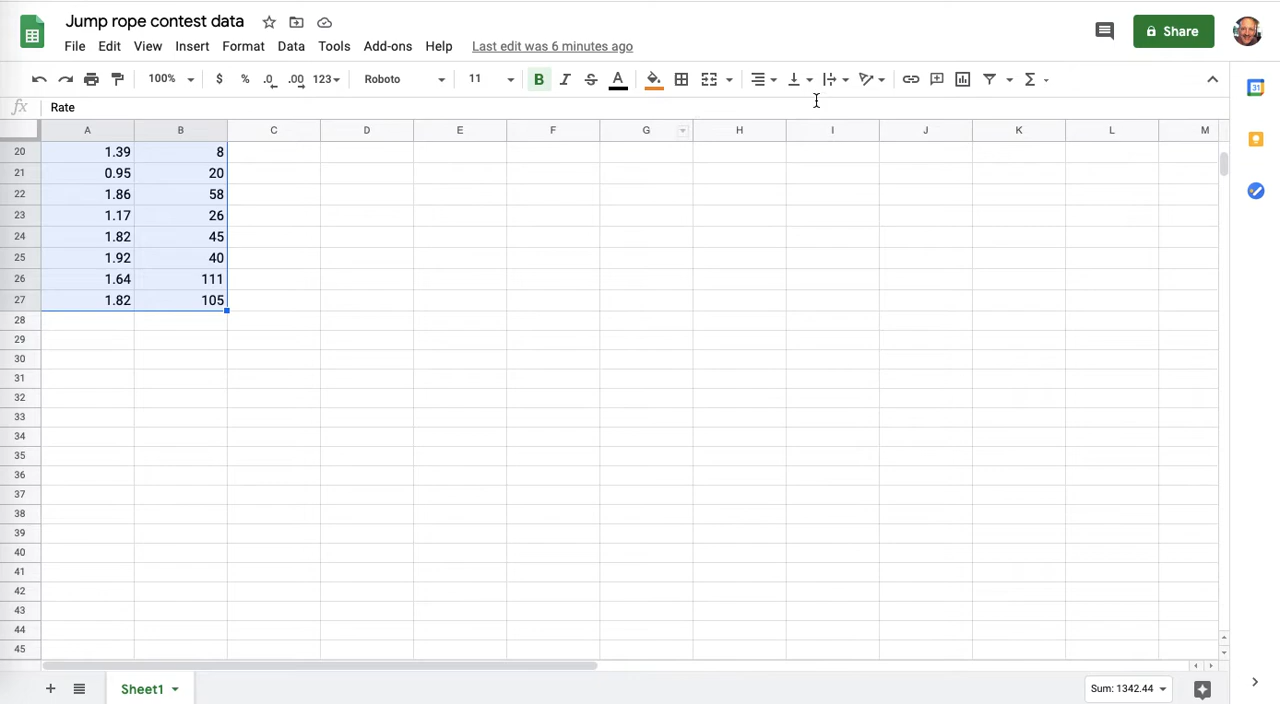 Jump rope contest data
File Edit View Insert Format Data Tools Add-ons Help Last edit was 6 minutes ago
Share
100% $ % .0 .00 123 Roboto 11 B I S A Σ
31
fx Rate
A B C D E F G H I J K L M
20 1.39 8
21 0.95 20
22 1.86 58
23 1.17 26
24 1.82 45
25 1.92 40
26 1.64 111
27 1.82 105
28
29
30
31
32
33
34
35
36
37
38
39
40
41
42
43
44
45
Sheet1
Sum: 1342.44